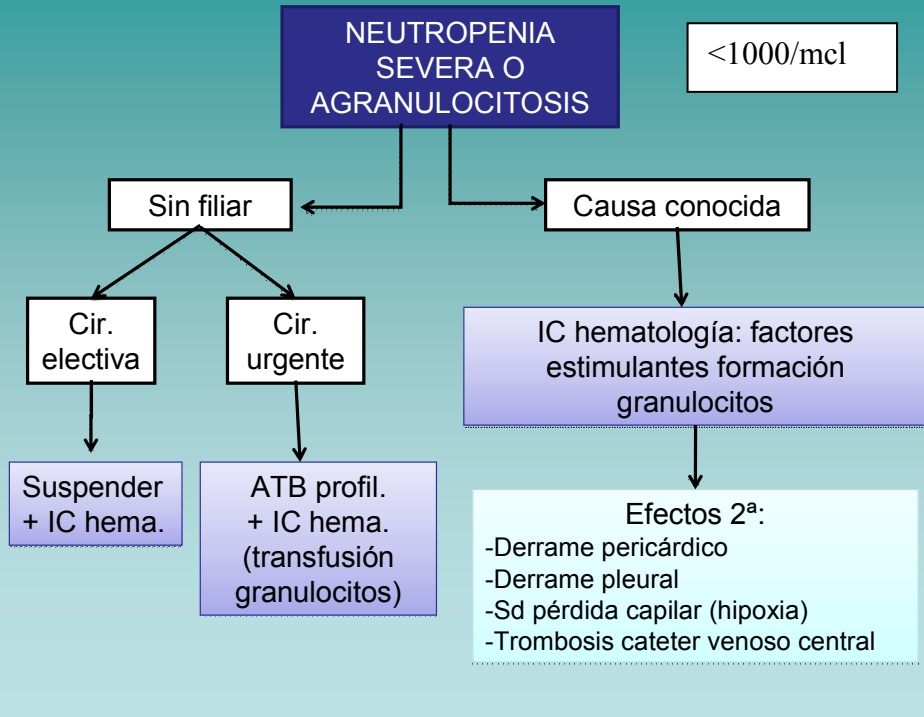 NEUTROPENIA
SEVERA O
AGRANULOCITOSIS
<1000/mcl
Sin filiar
Causa conocida
Cir.
electiva
Cir.
urgente
IC hematología: factores
estimulantes formación
granulocitos
Suspender
+ IC hema.
ATB profil.
+ IC hema.
(transfusión
granulocitos)
Efectos 2ª:
-Derrame pericárdico
-Derrame pleural
-Sd pérdida capilar (hipoxia)
-Trombosis cateter venoso central